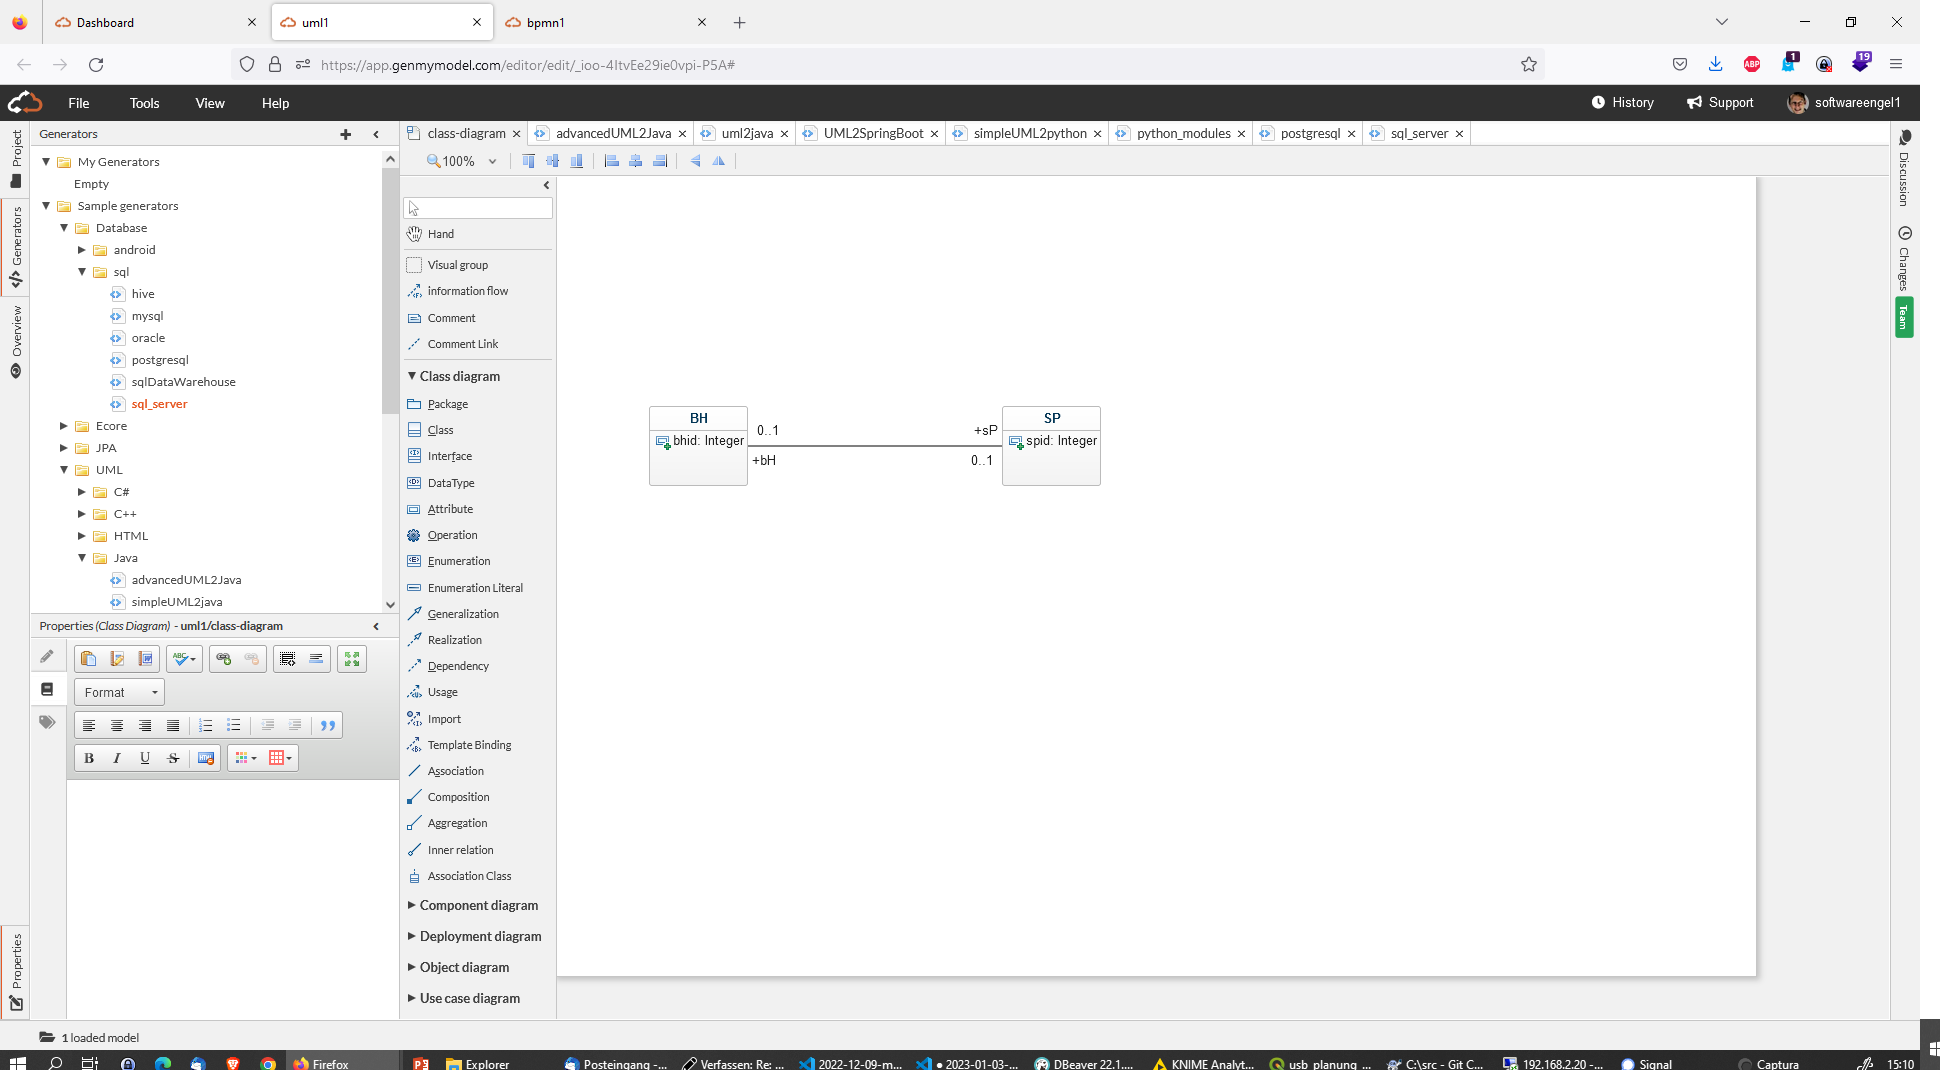 Dashboard
uml1
bpmn1
https://app.genmymodel.com/editor/edit/_ioo-4ItvEe29ie0vpi-P5A#
ABP
1
19
File
Tools
View
Help
History
Support
softwareengel1
Project
Generators
Overview
Properties
Generators
My Generators
Empty
Sample generators
Database
android
sql
hive
mysql
oracle
postgresql
sqlDataWarehouse
sql_server
Ecore
JPA
UML
C#
C++
HTML
Java
advancedUML2Java
simpleUML2java
Properties (Class Diagram) - uml1/class-diagram
ABC
Format
B I U S
class-diagram
advancedUML2Java
uml2java
UML2SpringBoot
simpleUML2python
python_modules
postgresql
sql_server
100%
Hand
Visual group
information flow
Comment
Comment Link
Class diagram
Package
Class
Interface
DataType
Attribute
Operation
Enumeration
Enumeration Literal
Generalization
Realization
Dependency
Usage
Import
Template Binding
Association
Composition
Aggregation
Inner relation
Association Class
Component diagram
Deployment diagram
Object diagram
Use case diagram
BH
bhid: Integer
0..1
+bH
+sP
0..1
SP
spid: Integer
Discussion
Changes
Team
1 loaded model
Firefox
Explorer
Posteingang -...
Verfassen: Re: ...
2022-12-09-m...
● 2023-01-03-...
DBeaver 22.1....
KNIME Analyt...
usb_planung_...
C:\src - Git C...
192.168.2.20 -...
Signal
Captura
15:10